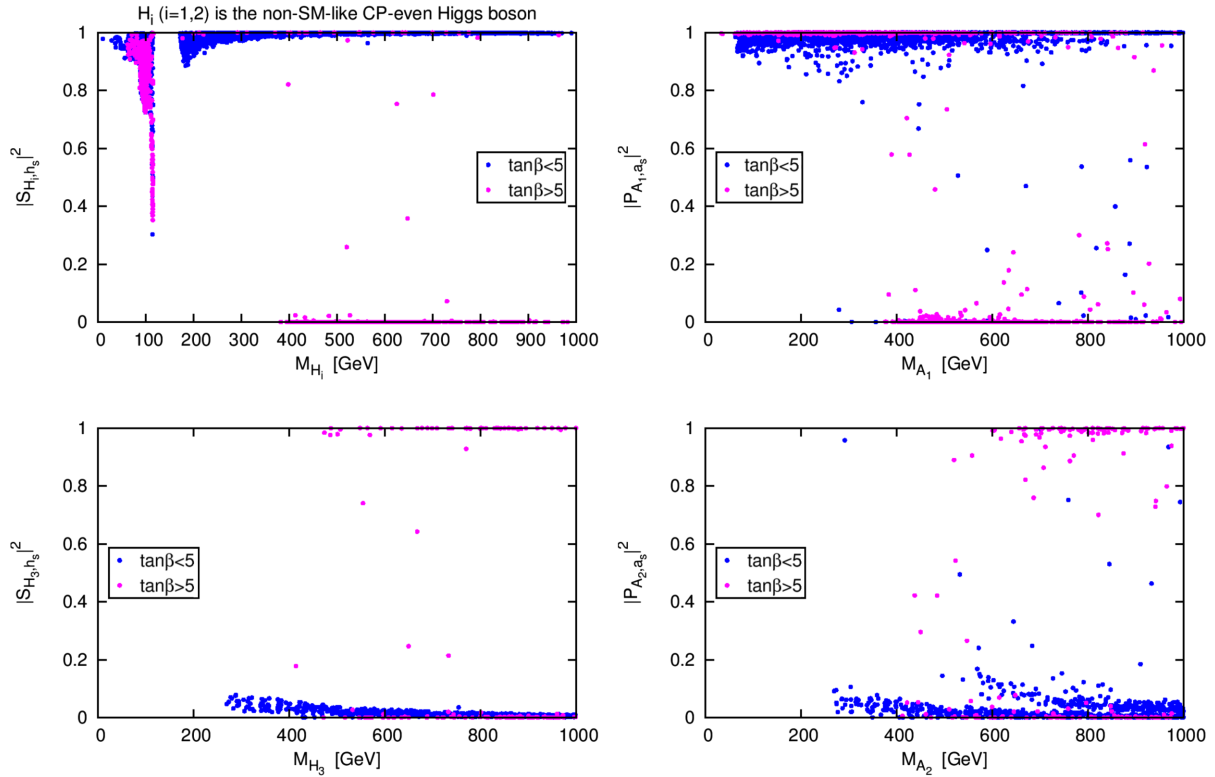 H_i (i=1,2) is the non-SM-like CP-even Higgs boson
|S_{H_i,h_s}|^2
1
0.8
0.6
0.4
0.2
0
tanβ<5
tanβ>5
0 100 200 300 400 500 600 700 800 900 1000
M_{H_i} [GeV]
|P_{A_1,a_s}|^2
1
0.8
0.6
0.4
0.2
0
tanβ<5
tanβ>5
0 200 400 600 800 1000
M_{A_1} [GeV]
|S_{H_3,h_s}|^2
1
0.8
0.6
0.4
0.2
0
tanβ<5
tanβ>5
0 200 400 600 800 1000
M_{H_3} [GeV]
|P_{A_2,a_s}|^2
1
0.8
0.6
0.4
0.2
0
tanβ<5
tanβ>5
0 200 400 600 800 1000
M_{A_2} [GeV]